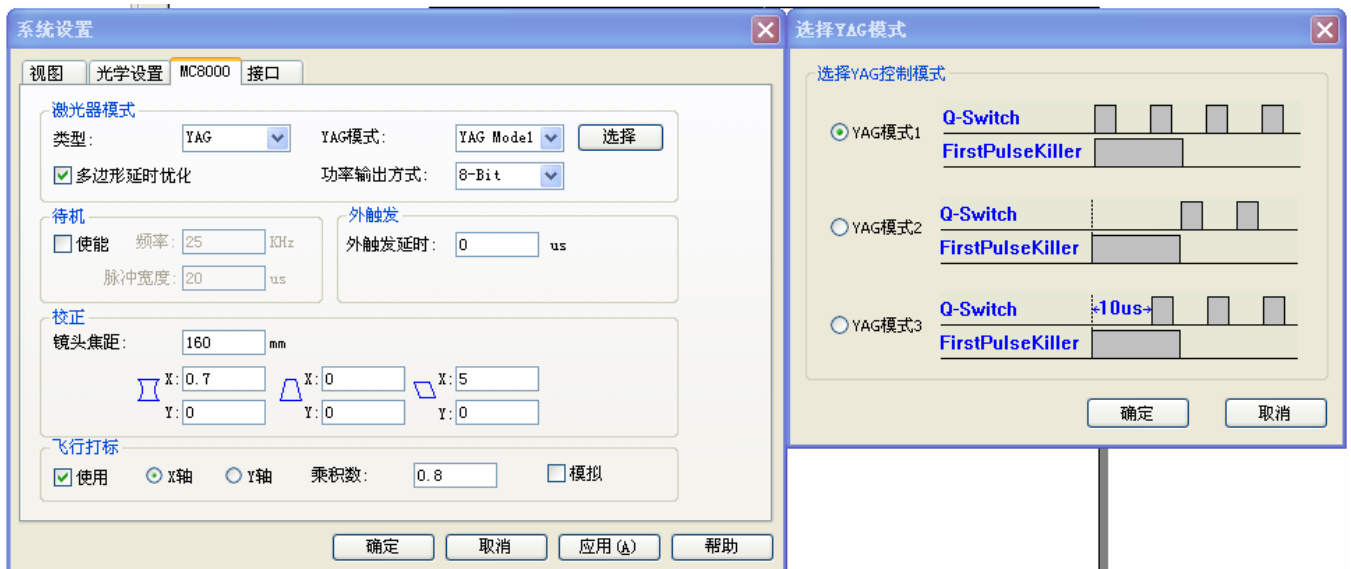 系统设置
视图 光学设置 MC8000 接口
激光器模式
类型: YAG YAG模式: YAG Mode1 选择
多边形延时优化 功率输出方式: 8-Bit
待机 外触发
使能 频率: 25 KHz 外触发延时: 0 us
脉冲宽度: 20 us
校正
镜头焦距: 160 mm
X: 0.7 X: 0 X: 5
Y: 0 Y: 0 Y: 0
飞行打标
使用 X轴 Y轴 乘积数: 0.8 模拟
确定 取消 应用(A) 帮助
选择YAG模式
选择YAG控制模式
YAG模式1 Q-Switch
FirstPulseKiller
YAG模式2 Q-Switch
FirstPulseKiller
YAG模式3 Q-Switch 10us
FirstPulseKiller
确定 取消